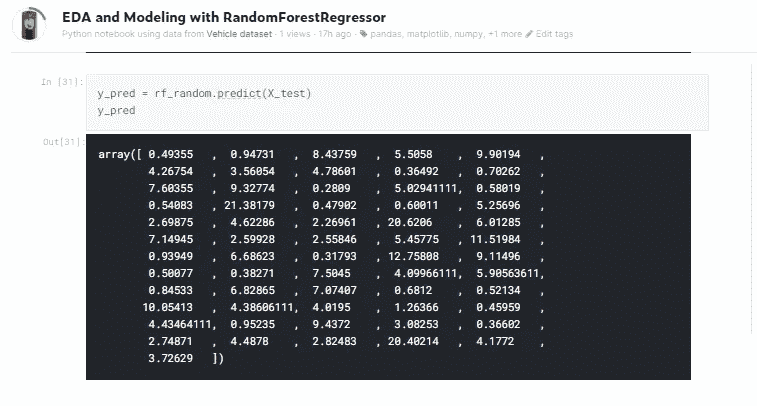 EDA and Modeling with RandomForestRegressor
Python notebook using data from Vehicle dataset · 1 views · 17h ago · pandas, matplotlib, numpy, +1 more Edit tags
In [31]:
y_pred = rf_random.predict(X_test)
y_pred
Out[31]:
array([ 0.49355 , 0.94731 , 8.43759 , 5.5058 , 9.90194 ,
4.26754 , 3.56054 , 4.78601 , 0.36492 , 0.70262 ,
7.60355 , 9.32774 , 0.2809 , 5.02941111, 0.58019 ,
0.54083 , 21.38179 , 0.47902 , 0.60011 , 5.25696 ,
2.69875 , 4.62286 , 2.26961 , 20.6206 , 6.01285 ,
7.14945 , 2.59928 , 2.55846 , 5.45775 , 11.51984 ,
0.93949 , 6.68623 , 0.31793 , 12.75808 , 9.11496 ,
0.50077 , 0.38271 , 7.5045 , 4.09966111, 5.90563611,
0.84533 , 6.82865 , 7.07407 , 0.6812 , 0.52134 ,
10.05413 , 4.38606111, 4.0195 , 1.26366 , 0.45959 ,
4.43464111, 0.95235 , 9.4372 , 3.08253 , 0.36602 ,
2.74871 , 4.4878 , 2.82483 , 20.40214 , 4.1772 ,
3.72629 ])